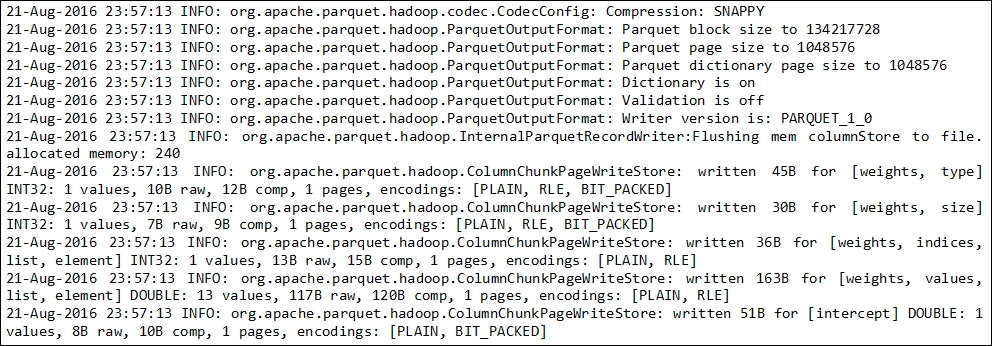 21-Aug-2016 23:57:13 INFO: org.apache.parquet.hadoop.codec.CodecConfig: Compression: SNAPPY
21-Aug-2016 23:57:13 INFO: org.apache.parquet.hadoop.ParquetOutputFormat: Parquet block size to 134217728
21-Aug-2016 23:57:13 INFO: org.apache.parquet.hadoop.ParquetOutputFormat: Parquet page size to 1048576
21-Aug-2016 23:57:13 INFO: org.apache.parquet.hadoop.ParquetOutputFormat: Parquet dictionary page size to 1048576
21-Aug-2016 23:57:13 INFO: org.apache.parquet.hadoop.ParquetOutputFormat: Dictionary is on
21-Aug-2016 23:57:13 INFO: org.apache.parquet.hadoop.ParquetOutputFormat: Validation is off
21-Aug-2016 23:57:13 INFO: org.apache.parquet.hadoop.ParquetOutputFormat: Writer version is: PARQUET_1_0
21-Aug-2016 23:57:13 INFO: org.apache.parquet.hadoop.InternalParquetRecordWriter:Flushing mem columnStore to file.
allocated memory: 240
21-Aug-2016 23:57:13 INFO: org.apache.parquet.hadoop.ColumnChunkPageWriteStore: written 45B for [weights, type]
INT32: 1 values, 10B raw, 12B comp, 1 pages, encodings: [PLAIN, RLE, BIT_PACKED]
21-Aug-2016 23:57:13 INFO: org.apache.parquet.hadoop.ColumnChunkPageWriteStore: written 30B for [weights, size]
INT32: 1 values, 7B raw, 9B comp, 1 pages, encodings: [PLAIN, RLE, BIT_PACKED]
21-Aug-2016 23:57:13 INFO: org.apache.parquet.hadoop.ColumnChunkPageWriteStore: written 36B for [weights, indices,
list, element] INT32: 1 values, 13B raw, 15B comp, 1 pages, encodings: [PLAIN, RLE]
21-Aug-2016 23:57:13 INFO: org.apache.parquet.hadoop.ColumnChunkPageWriteStore: written 163B for [weights, values,
list, element] DOUBLE: 13 values, 117B raw, 120B comp, 1 pages, encodings: [PLAIN, RLE]
21-Aug-2016 23:57:13 INFO: org.apache.parquet.hadoop.ColumnChunkPageWriteStore: written 51B for [intercept] DOUBLE: 1
values, 8B raw, 10B comp, 1 pages, encodings: [PLAIN, BIT_PACKED]